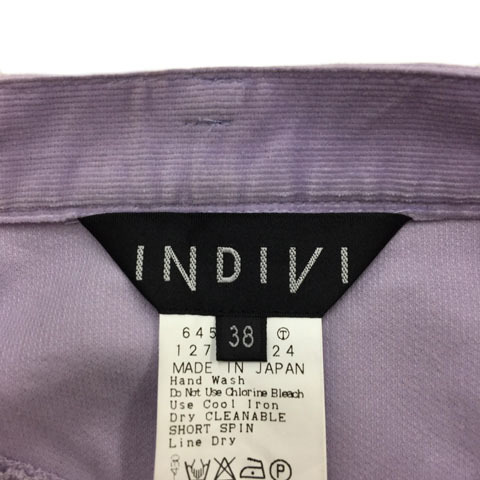 INDIVI
38
645 T
127 24
MADE IN JAPAN
Hand Wash
Do Not Use Chlorine Bleach
Use Cool Iron
Dry CLEANABLE
SHORT SPIN
Line Dry